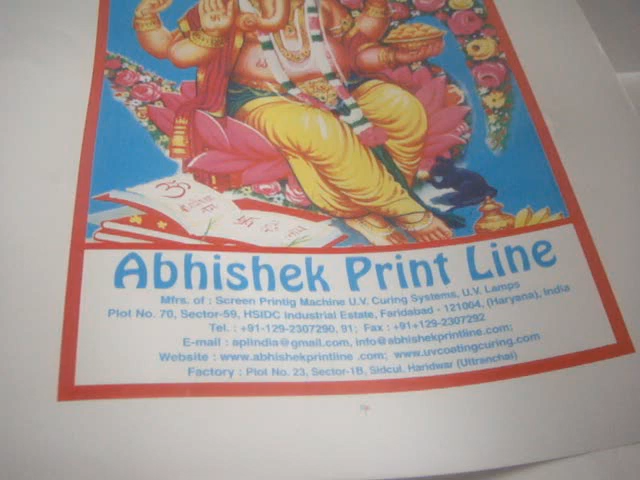 ॐ
Abhishek Print Line
Mfrs. of : Screen Printig Machine U.V. Curing Systems, U.V. Lamps
Plot No. 70, Sector-59, HSIDC Industrial Estate, Faridabad - 121004, (Haryana), India
Tel. : +91-129-2307290, 91; Fax : +91+129-2307292
E-mail : aplindia@gmail.com, info@abhishekprintline.com;
Website : www.abhishekprintline .com; www.uvcoatingcuring.com
Factory : Plot No. 23, Sector-1B, Sidcul, Haridwar (Uttranchal)